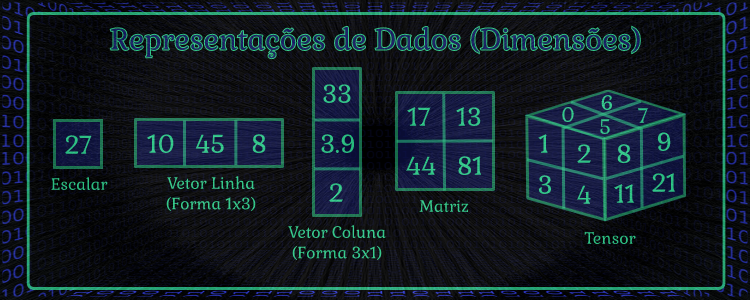 Representações de Dados (Dimensões)
27
Escalar
10 45 8
Vetor Linha
(Forma 1x3)
33
3.9
2
Vetor Coluna
(Forma 3x1)
17 13
44 81
Matriz
6
0 7
5
1 2 8 9
3 4 11 21
Tensor